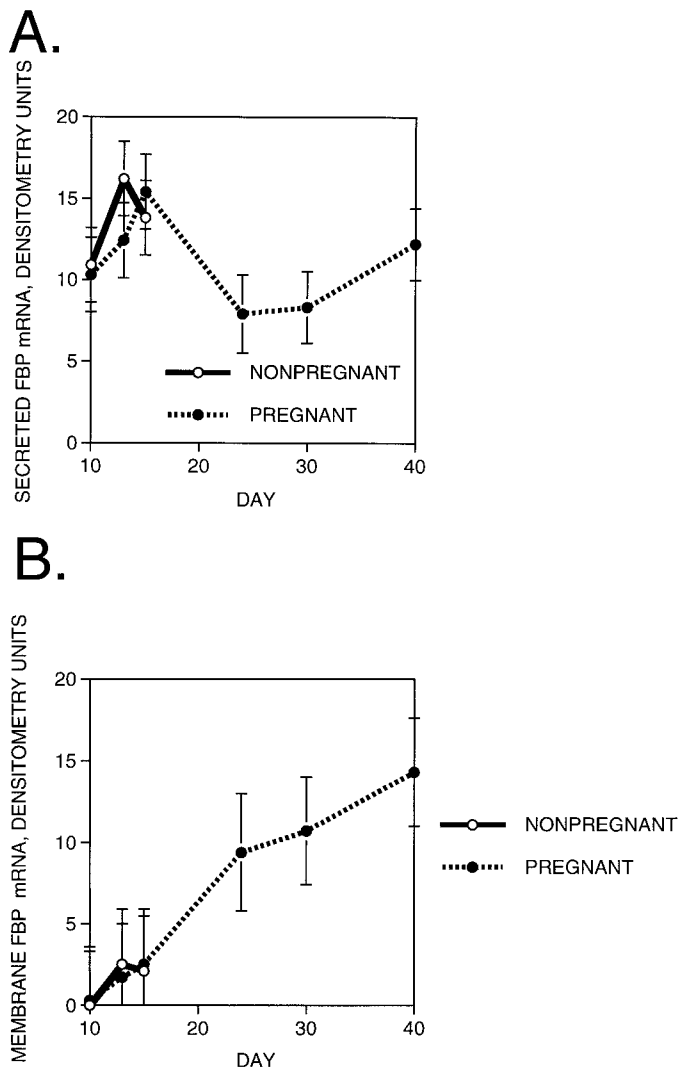 A.
SECRETED FBP mRNA, DENSITOMETRY UNITS
20
15
10
5
0
NONPREGNANT
PREGNANT
10 20 30 40
DAY
B.
MEMBRANE FBP mRNA, DENSITOMETRY UNITS
20
15
10
5
0
NONPREGNANT
PREGNANT
10 20 30 40
DAY